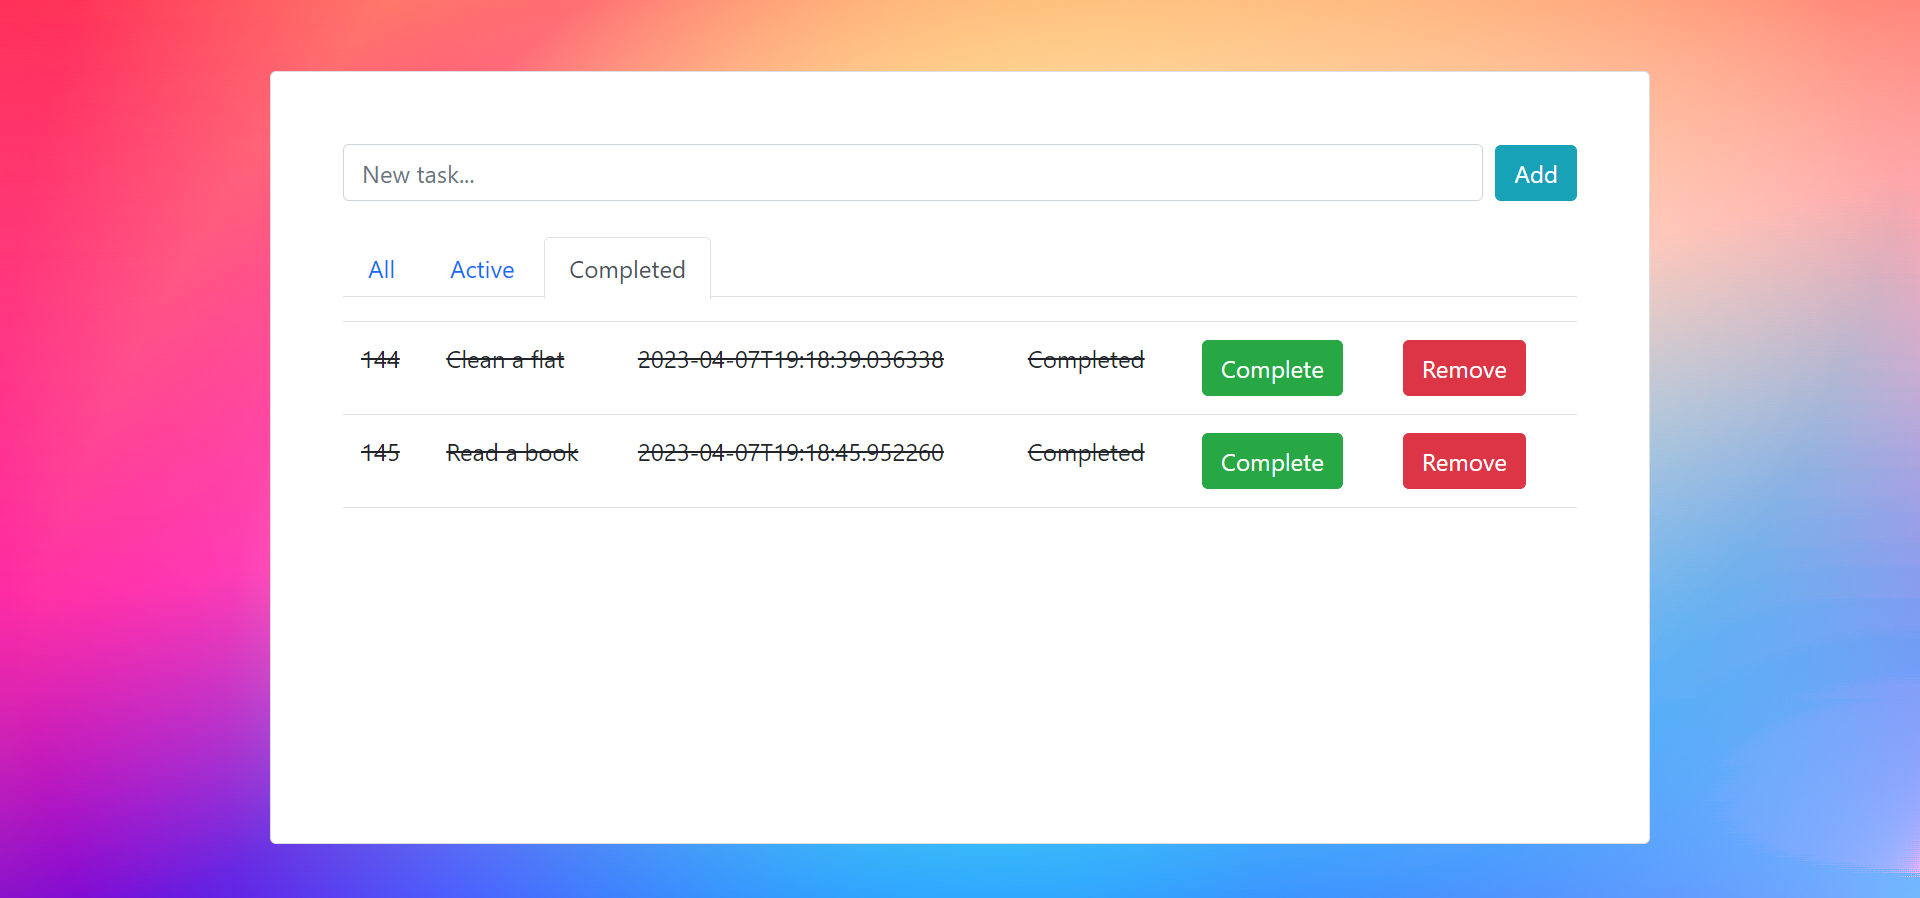 New task... Add
All Active Completed
144 Clean a flat 2023-04-07T19:18:39.036338 Completed Complete Remove
145 Read a book 2023-04-07T19:18:45.952260 Completed Complete Remove